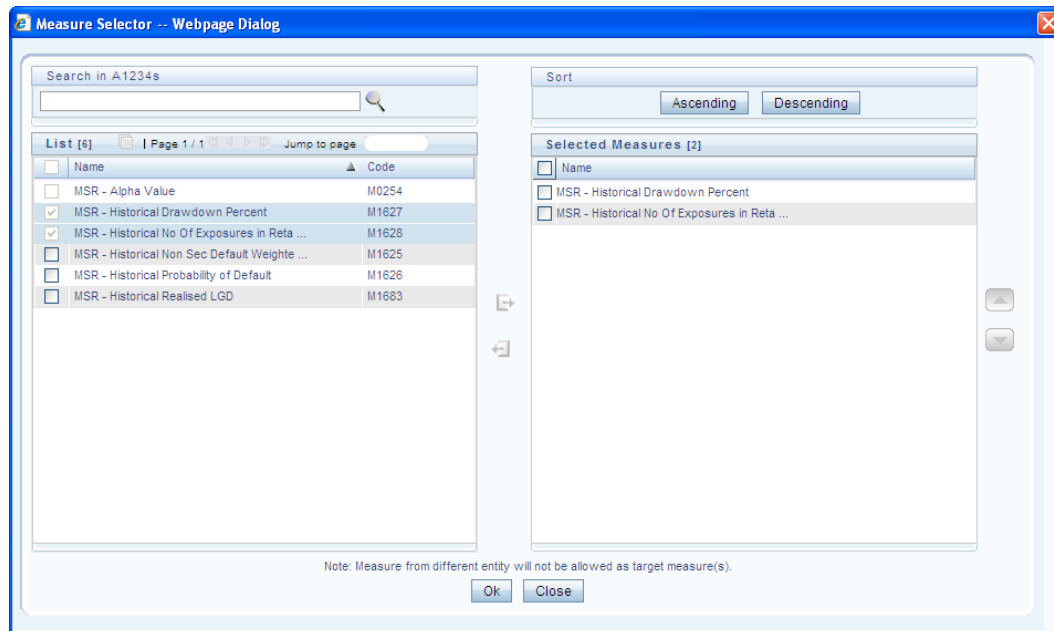 Measure Selector -- Webpage Dialog
Search in A1234s
Sort
Ascending Descending
List [6] | Page 1 / 1 Jump to page
Name Code
MSR - Alpha Value M0254
MSR - Historical Drawdown Percent M1627
MSR - Historical No Of Exposures in Reta ... M1628
MSR - Historical Non Sec Default Weighte ... M1625
MSR - Historical Probability of Default M1626
MSR - Historical Realised LGD M1683
Selected Measures [2]
Name
MSR - Historical Drawdown Percent
MSR - Historical No Of Exposures in Reta ...
Note: Measure from different entity will not be allowed as target measure(s).
Ok Close